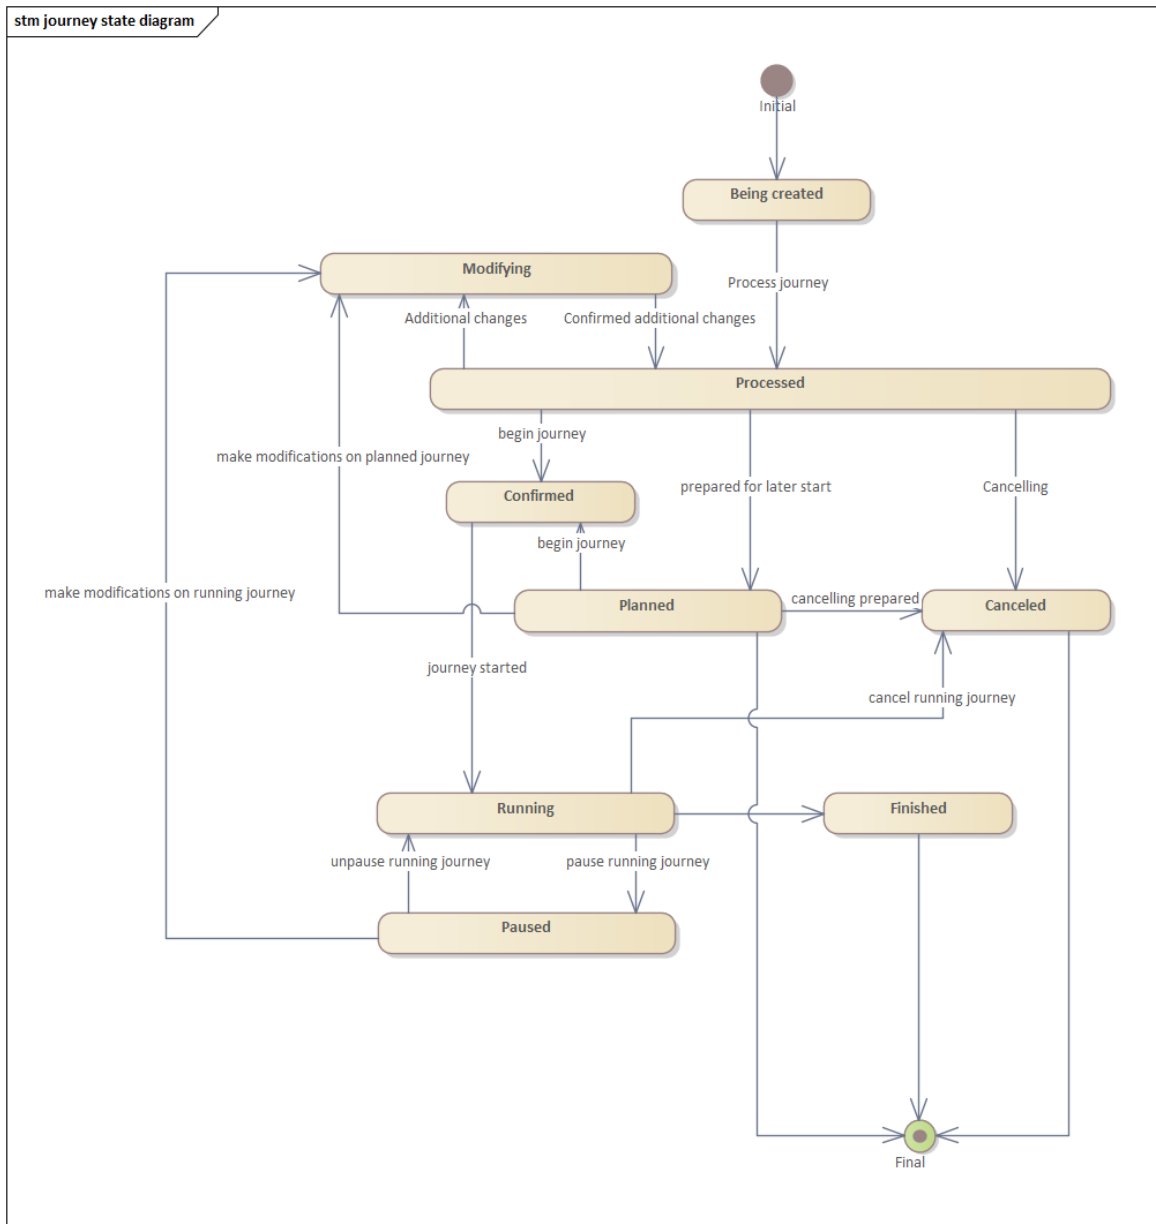 stm journey state diagram
Initial
Being created
Modifying
Process journey
Additional changes
Confirmed additional changes
Processed
begin journey
make modifications on planned journey
prepared for later start
Cancelling
Confirmed
begin journey
make modifications on running journey
Planned
cancelling prepared
Canceled
journey started
cancel running journey
Running
Finished
unpause running journey
pause running journey
Paused
Final